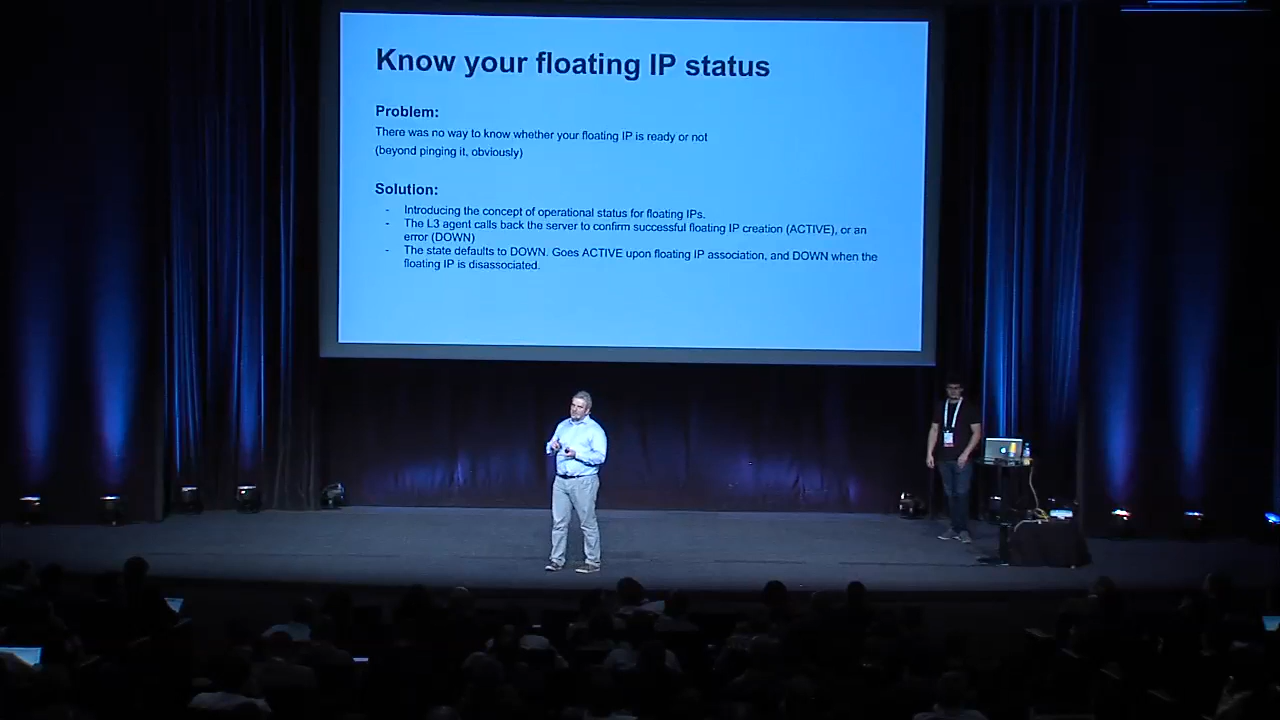 Know your floating IP status
Problem:
There was no way to know whether your floating IP is ready or not
(beyond pinging it, obviously)
Solution:
- Introducing the concept of operational status for floating IPs.
- The L3 agent calls back the server to confirm successful floating IP creation (ACTIVE), or an
error (DOWN)
- The state defaults to DOWN. Goes ACTIVE upon floating IP association, and DOWN when the
floating IP is disassociated.